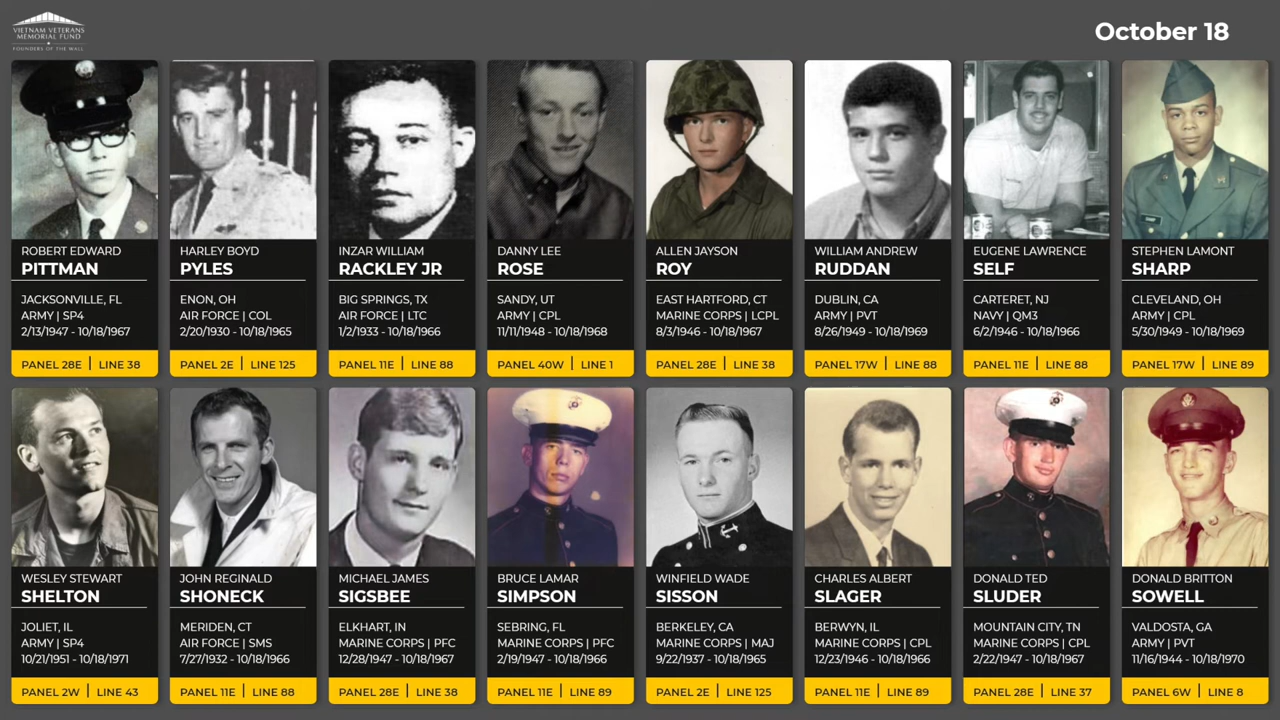 VIETNAM VETERANS
MEMORIAL FUND
FOUNDERS OF THE WALL
October 18
ROBERT EDWARD
PITTMAN
JACKSONVILLE, FL
ARMY | SP4
2/13/1947 - 10/18/1967
PANEL 28E | LINE 38
HARLEY BOYD
PYLES
ENON, OH
AIR FORCE | COL
2/20/1930 - 10/18/1965
PANEL 2E | LINE 125
INZAR WILLIAM
RACKLEY JR
BIG SPRINGS, TX
AIR FORCE | LTC
1/2/1933 - 10/18/1966
PANEL 11E | LINE 88
DANNY LEE
ROSE
SANDY, UT
ARMY | CPL
11/11/1948 - 10/18/1968
PANEL 40W | LINE 1
ALLEN JAYSON
ROY
EAST HARTFORD, CT
MARINE CORPS | LCPL
8/3/1946 - 10/18/1967
PANEL 28E | LINE 38
WILLIAM ANDREW
RUDDAN
DUBLIN, CA
ARMY | PVT
8/26/1949 - 10/18/1969
PANEL 17W | LINE 88
EUGENE LAWRENCE
SELF
CARTERET, NJ
NAVY | QM3
6/2/1946 - 10/18/1966
PANEL 11E | LINE 88
STEPHEN LAMONT
SHARP
CLEVELAND, OH
ARMY | CPL
5/30/1949 - 10/18/1969
PANEL 17W | LINE 89
WESLEY STEWART
SHELTON
JOLIET, IL
ARMY | SP4
10/21/1951 - 10/18/1971
PANEL 2W | LINE 43
JOHN REGINALD
SHONECK
MERIDEN, CT
AIR FORCE | SMS
7/27/1932 - 10/18/1966
PANEL 11E | LINE 88
MICHAEL JAMES
SIGSBEE
ELKHART, IN
MARINE CORPS | PFC
12/28/1947 - 10/18/1967
PANEL 28E | LINE 38
BRUCE LAMAR
SIMPSON
SEBRING, FL
MARINE CORPS | PFC
2/19/1947 - 10/18/1966
PANEL 11E | LINE 89
WINFIELD WADE
SISSON
BERKELEY, CA
MARINE CORPS | MAJ
9/22/1937 - 10/18/1965
PANEL 2E | LINE 125
CHARLES ALBERT
SLAGER
BERWYN, IL
MARINE CORPS | CPL
12/23/1946 - 10/18/1966
PANEL 11E | LINE 89
DONALD TED
SLUDER
MOUNTAIN CITY, TN
MARINE CORPS | CPL
2/22/1947 - 10/18/1967
PANEL 28E | LINE 37
DONALD BRITTON
SOWELL
VALDOSTA, GA
ARMY | PVT
11/16/1944 - 10/18/1970
PANEL 6W | LINE 8